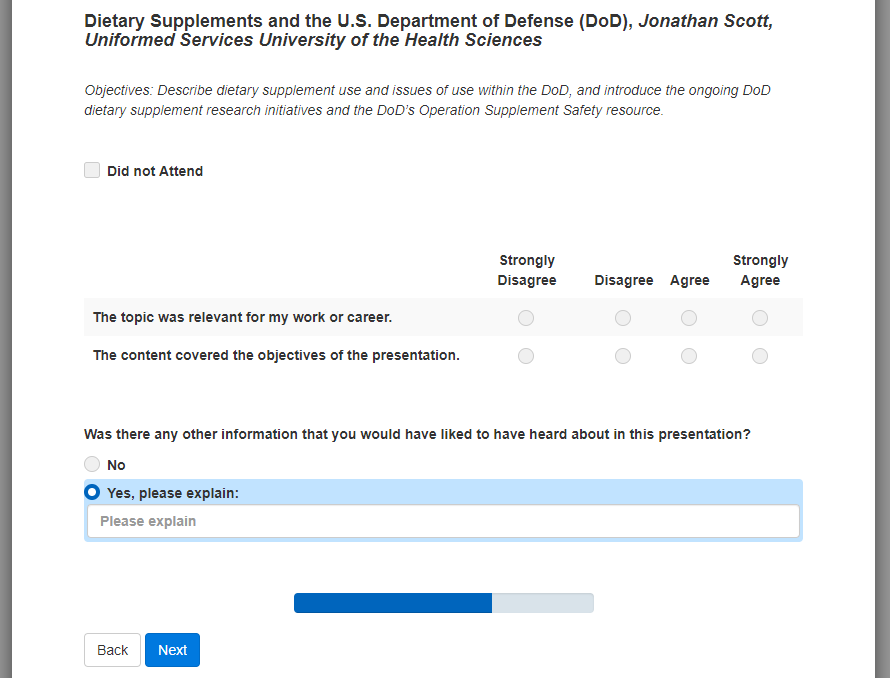 Dietary Supplements and the U.S. Department of Defense (DoD), Jonathan Scott,
Uniformed Services University of the Health Sciences
Objectives: Describe dietary supplement use and issues of use within the DoD, and introduce the ongoing DoD
dietary supplement research initiatives and the DoD’s Operation Supplement Safety resource.
Did not Attend
Strongly Disagree Disagree Agree Strongly Agree
The topic was relevant for my work or career.
The content covered the objectives of the presentation.
Was there any other information that you would have liked to have heard about in this presentation?
No
Yes, please explain:
Please explain
Back Next